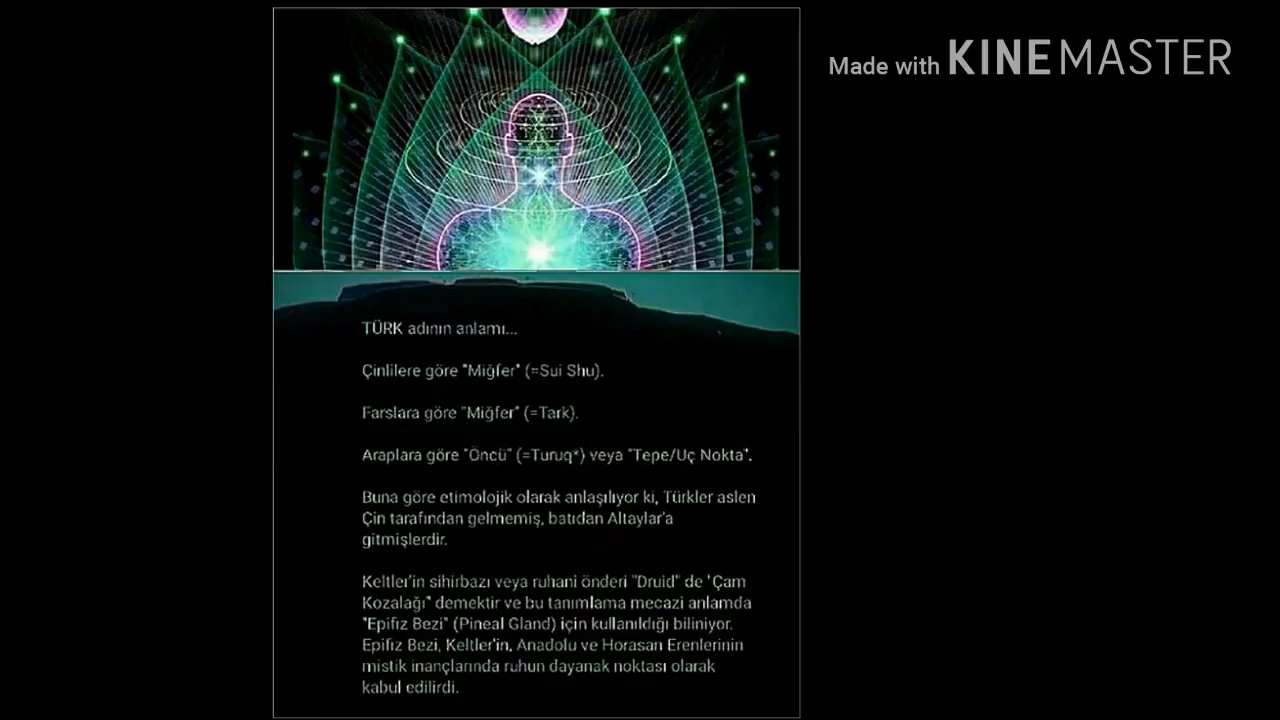 Made with KINEMASTER
TÜRK adının anlamı...
Çinlilere göre "Miğfer" (=Sui Shu).
Farslara göre "Miğfer" (=Tark).
Araplara göre "Öncü" (=Turuq*) veya "Tepe/Uç Nokta".
Buna göre etimolojik olarak anlaşılıyor ki, Türkler aslen
Çin tarafından gelmemiş, batıdan Altaylar'a
gitmişlerdir.
Keltler'in sihirbazı veya ruhani önderi "Druid" de "Çam
Kozalağı" demektir ve bu tanımlama mecazi anlamda
"Epifiz Bezi" (Pineal Gland) için kullanıldığı biliniyor.
Epifiz Bezi, Keltler'in, Anadolu ve Horasan Erenlerinin
mistik inançlarında ruhun dayanak noktası olarak
kabul edilirdi.